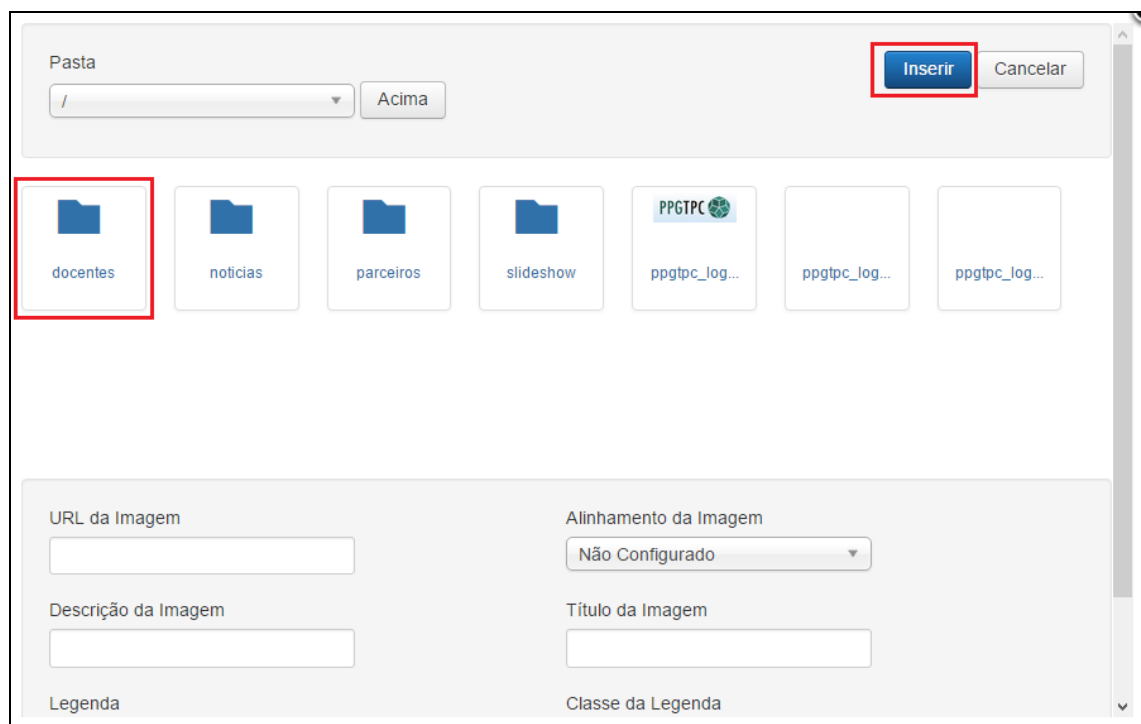 Pasta
Inserir
Cancelar
/
Acima
PPGTPC
docentes
noticias
parceiros
slideshow
ppgtpc_log...
ppgtpc_log...
ppgtpc_log...
URL da Imagem
Alinhamento da Imagem
Não Configurado
Descrição da Imagem
Título da Imagem
Legenda
Classe da Legenda